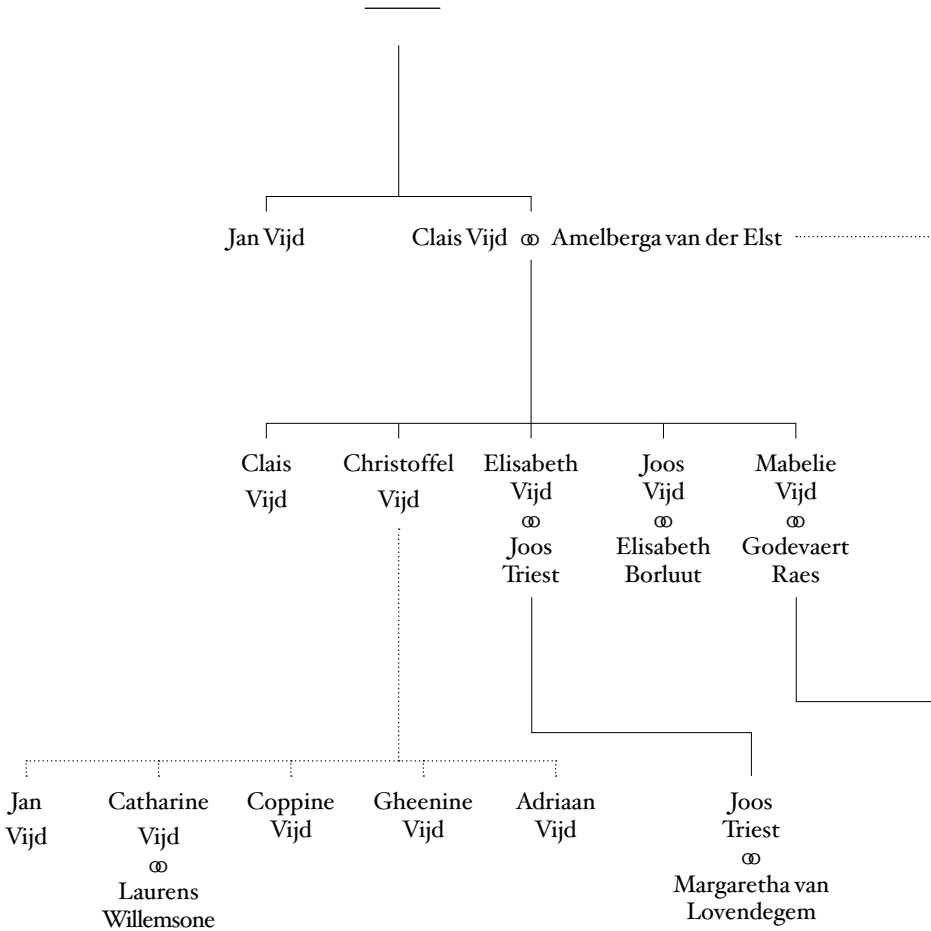 Jan Vijd
Clais Vijd ⚭ Amelberga van der Elst
Clais
Vijd
Christoffel
Vijd
Elisabeth
Vijd
⚭
Joos
Triest
Joos
Vijd
⚭
Elisabeth
Borluut
Mabelie
Vijd
⚭
Godevaert
Raes
Jan
Vijd
Catharine
Vijd
⚭
Laurens
Willemsone
Coppine
Vijd
Gheenine
Vijd
Adriaan
Vijd
Joos
Triest
⚭
Margaretha van
Lovendegem